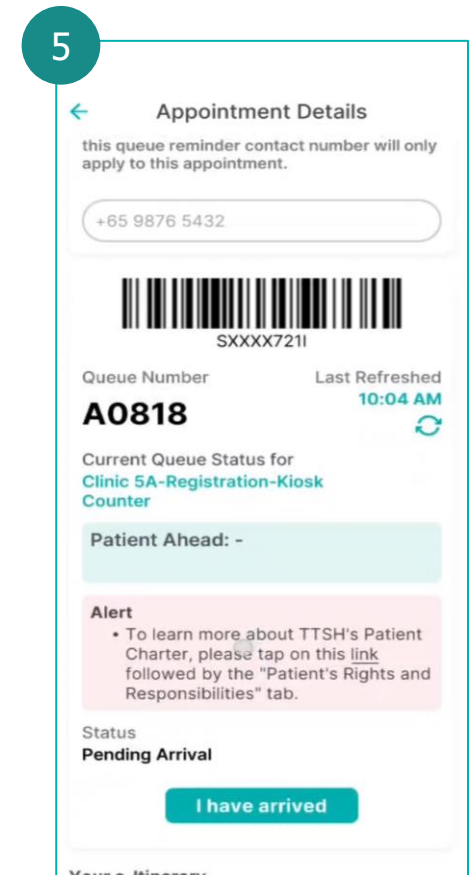 5
Appointment Details
this queue reminder contact number will only
apply to this appointment.
+65 9876 5432
SXXXX721I
Queue Number
Last Refreshed
A0818
10:04 AM
Current Queue Status for
Clinic 5A-Registration-Kiosk
Counter
Patient Ahead: -
Alert
• To learn more about TTSH's Patient
Charter, please tap on this link
followed by the "Patient's Rights and
Responsibilities" tab.
Status
Pending Arrival
I have arrived
Your e-Itinerary